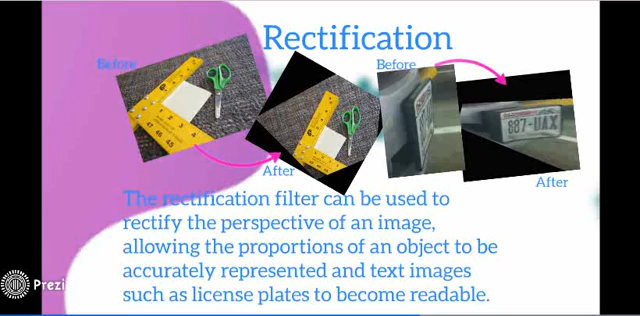 Rectification
Before
Before
After
887-UAX
After
The rectification filter can be used to
rectify the perspective of an image,
allowing the proportions of an object to be
accurately represented and text images
such as license plates to become readable.
Prezi